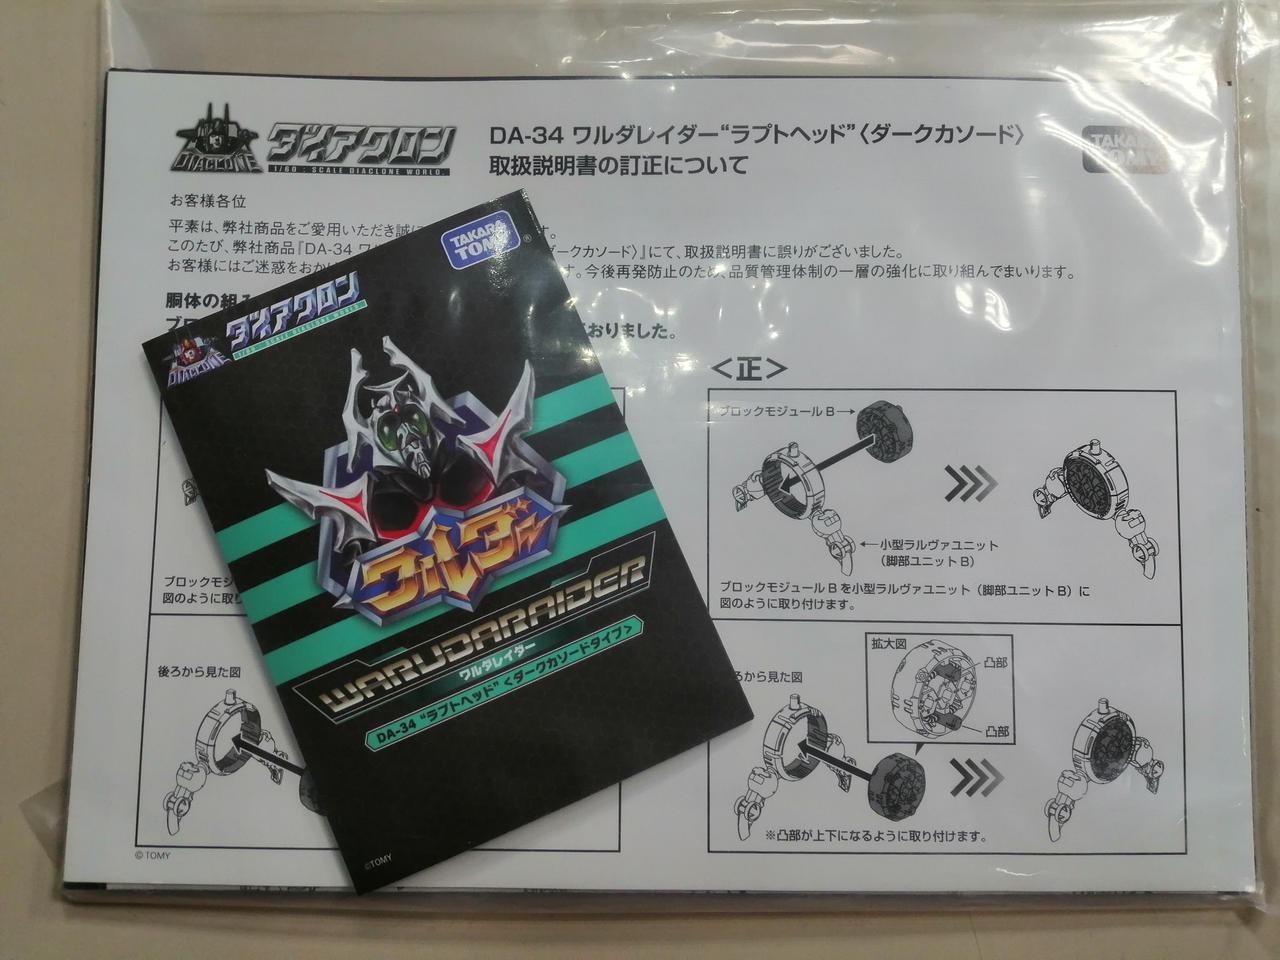 DIACLONE
ダイアクロン
1/60 : SCALE DIACLONE WORLD.
DA-34 ワルダレイダー“ラプトヘッド”〈ダークカソード〉
取扱説明書の訂正について
TAKARA
TOMY
お客様各位
平素は、弊社商品をご愛用いただき誠に
す。
このたび、弊社商品『DA-34 ワル
ダークカソード〉』にて、取扱説明書に誤りがございました。
お客様にはご迷惑をおかけ
す。今後再発防止のため、品質管理体制の一層の強化に取り組んでまいります。
胴体の組み
ブロ
おりました。
＜正＞
ブロックモジュール B
小型ラルヴァユニット
（脚部ユニット B）
ブロックモジュール B を小型ラルヴァユニット（脚部ユニット B）に
図のように取り付けます。
ブロックモジ
図のように取り
後ろから見た図
ろから見た図
拡大図
凸部
凸部
※凸部が上下になるように取り付けます。
© TOMY
TAKARA
TOMY
®
DIACLONE
ダイアクロン
1/60 : SCALE DIACLONE WORLD.
ワルダー
WARUDARAIDER
ワルダレイダー
DA-34 “ラプトヘッド” <ダークカソードタイプ>
©TOMY